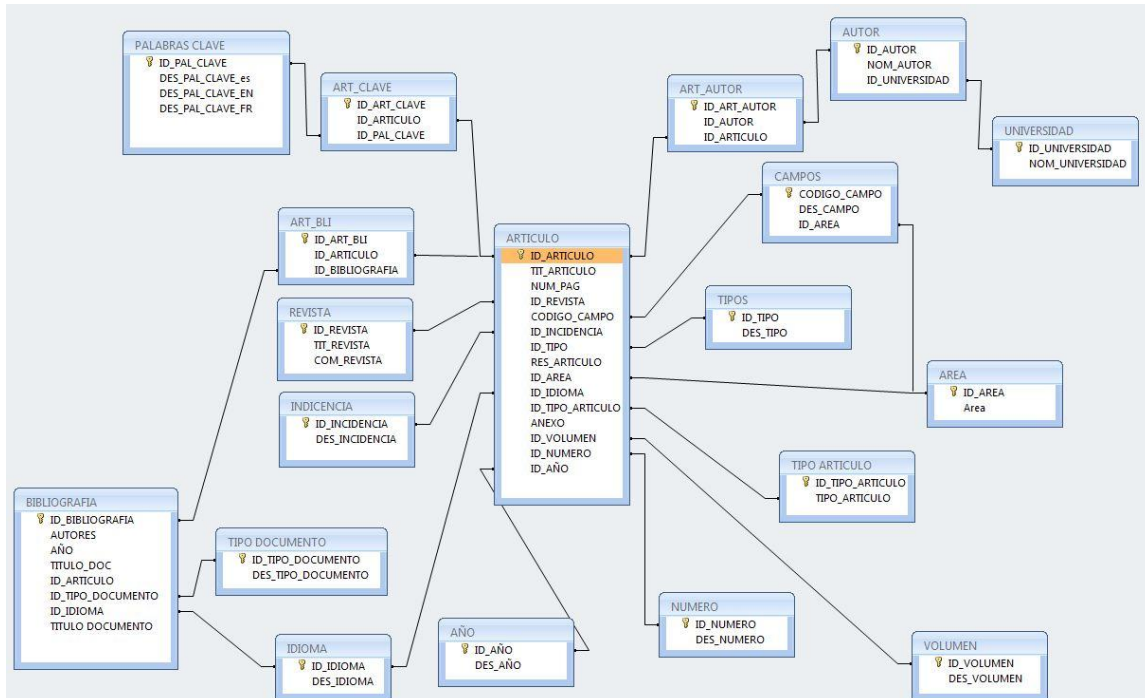 PALABRAS CLAVE
ID_PAL_CLAVE
DES_PAL_CLAVE_es
DES_PAL_CLAVE_EN
DES_PAL_CLAVE_FR
ART_CLAVE
ID_ART_CLAVE
ID_ARTICULO
ID_PAL_CLAVE
ART_AUTOR
ID_ART_AUTOR
ID_AUTOR
ID_ARTICULO
AUTOR
ID_AUTOR
NOM_AUTOR
ID_UNIVERSIDAD
UNIVERSIDAD
ID_UNIVERSIDAD
NOM_UNIVERSIDAD
CAMPOS
CODIGO_CAMPO
DES_CAMPO
ID_AREA
ART_BLI
ID_ART_BLI
ID_ARTICULO
ID_BIBLIOGRAFIA
ARTICULO
ID_ARTICULO
TIT_ARTICULO
NUM_PAG
ID_REVISTA
CODIGO_CAMPO
ID_INCIDENCIA
ID_TIPO
RES_ARTICULO
ID_AREA
ID_IDIOMA
ID_TIPO_ARTICULO
ANEXO
ID_VOLUMEN
ID_NUMERO
ID_AÑO
REVISTA
ID_REVISTA
TIT_REVISTA
COM_REVISTA
TIPOS
ID_TIPO
DES_TIPO
INDICENCIA
ID_INCIDENCIA
DES_INCIDENCIA
AREA
ID_AREA
Area
TIPO ARTICULO
ID_TIPO_ARTICULO
TIPO_ARTICULO
BIBLIOGRAFIA
ID_BIBLIOGRAFIA
AUTORES
AÑO
TITULO_DOC
ID_ARTICULO
ID_TIPO_DOCUMENTO
ID_IDIOMA
TITULO DOCUMENTO
TIPO DOCUMENTO
ID_TIPO_DOCUMENTO
DES_TIPO_DOCUMENTO
IDIOMA
ID_IDIOMA
DES_IDIOMA
AÑO
ID_AÑO
DES_AÑO
NUMERO
ID_NUMERO
DES_NUMERO
VOLUMEN
ID_VOLUMEN
DES_VOLUMEN